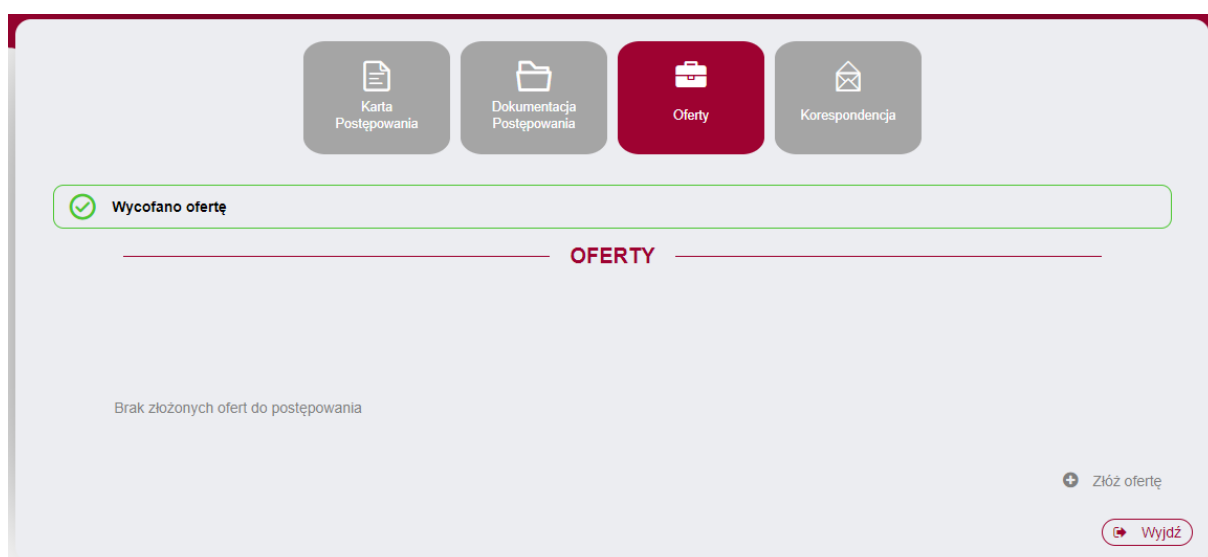 Karta
Postępowania
Dokumentacja
Postępowania
Oferty
Korespondencja
Wycofano ofertę
OFERTY
Brak złożonych ofert do postępowania
Złóż ofertę
Wyjdź